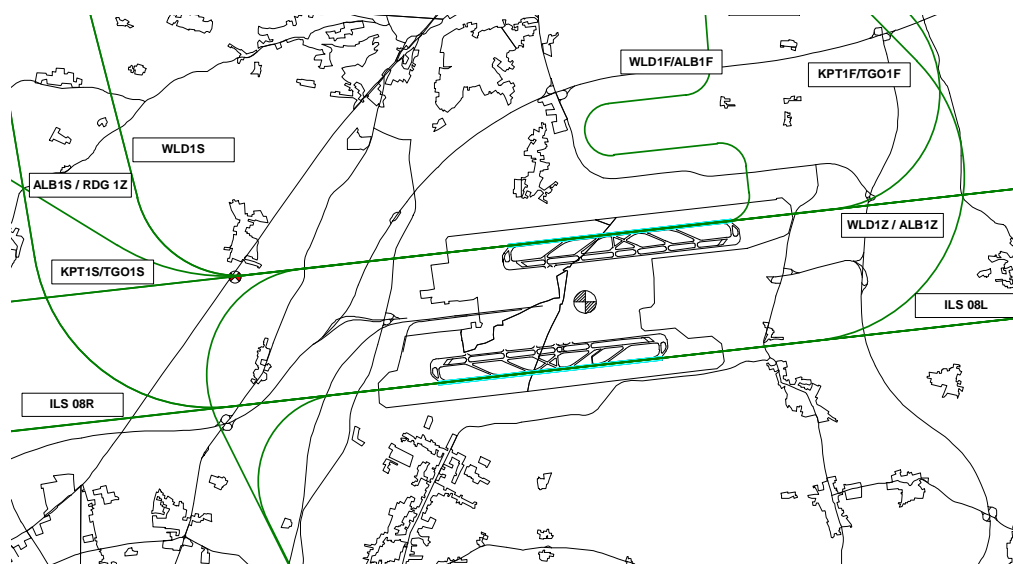 WLD1F/ALB1F
KPT1F/TGO1F
WLD1S
ALB1S / RDG 1Z
WLD1Z / ALB1Z
KPT1S/TGO1S
ILS 08L
ILS 08R